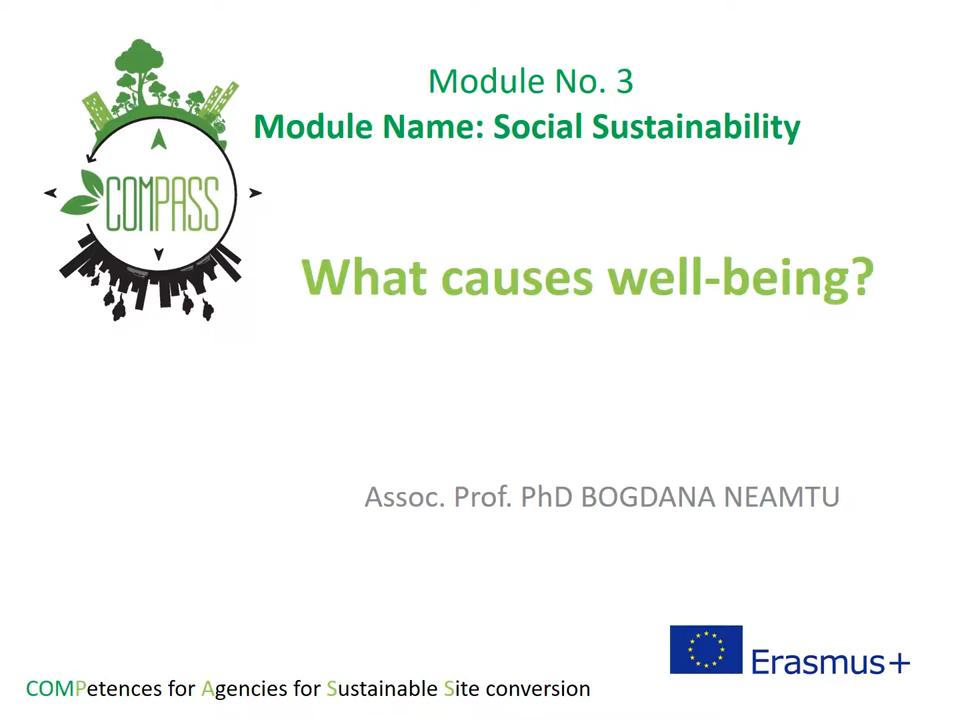 Module No. 3
Module Name: Social Sustainability
COMPASS
What causes well-being?
Assoc. Prof. PhD BOGDANA NEAMTU
Erasmus+
COMPetences for Agencies for Sustainable Site conversion